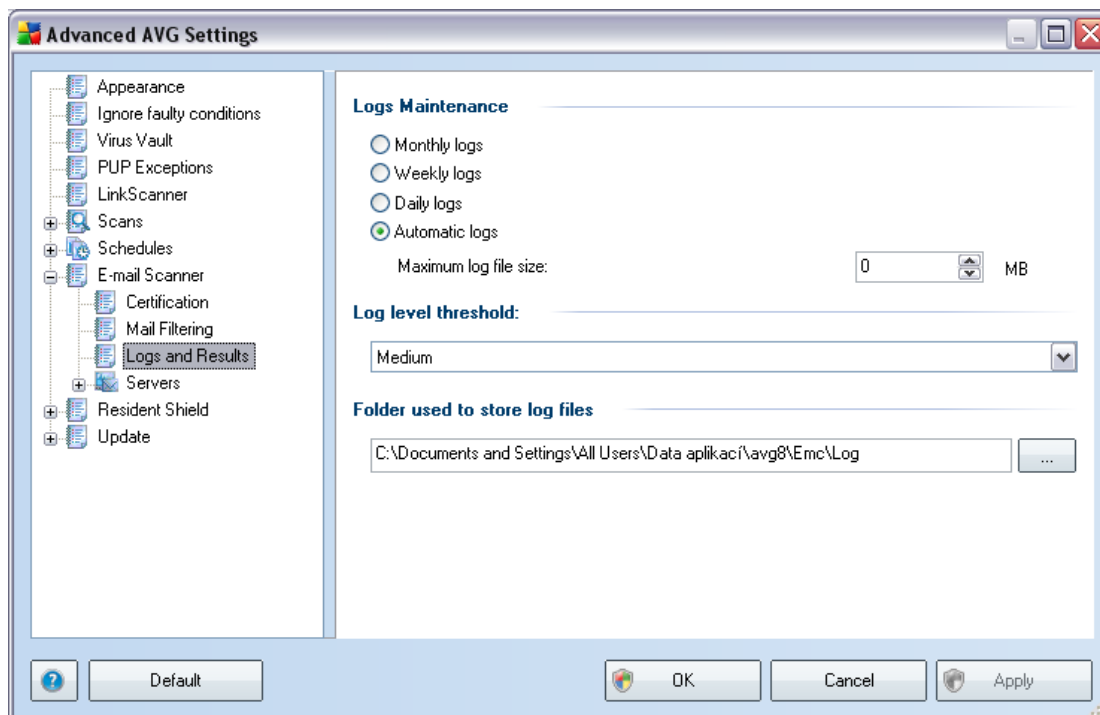 Advanced AVG Settings
Appearance
Ignore faulty conditions
Virus Vault
PUP Exceptions
LinkScanner
Scans
Schedules
E-mail Scanner
Certification
Mail Filtering
Logs and Results
Servers
Resident Shield
Update
Logs Maintenance
Monthly logs
Weekly logs
Daily logs
Automatic logs
Maximum log file size: 0 MB
Log level threshold:
Medium
Folder used to store log files
C:\Documents and Settings\All Users\Data aplikací\avg8\Emc\Log ...
? Default OK Cancel Apply